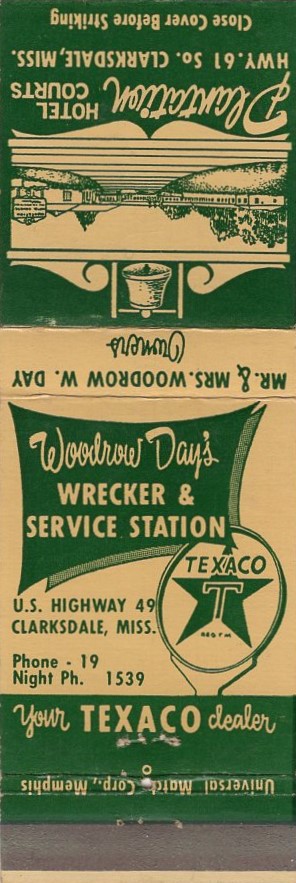 Close Cover Before Striking
HWY. 61 So. CLARKSDALE, MISS.
Plantation
HOTEL
COURTS
MR. & MRS. WOODROW W. DAY
Owners
Woodrow Day's
WRECKER &
SERVICE STATION
TEXACO
T
REG T M
U.S. HIGHWAY 49
CLARKSDALE, MISS.
Phone - 19
Night Ph. 1539
Your TEXACO dealer
Universal Match Corp., Memphis